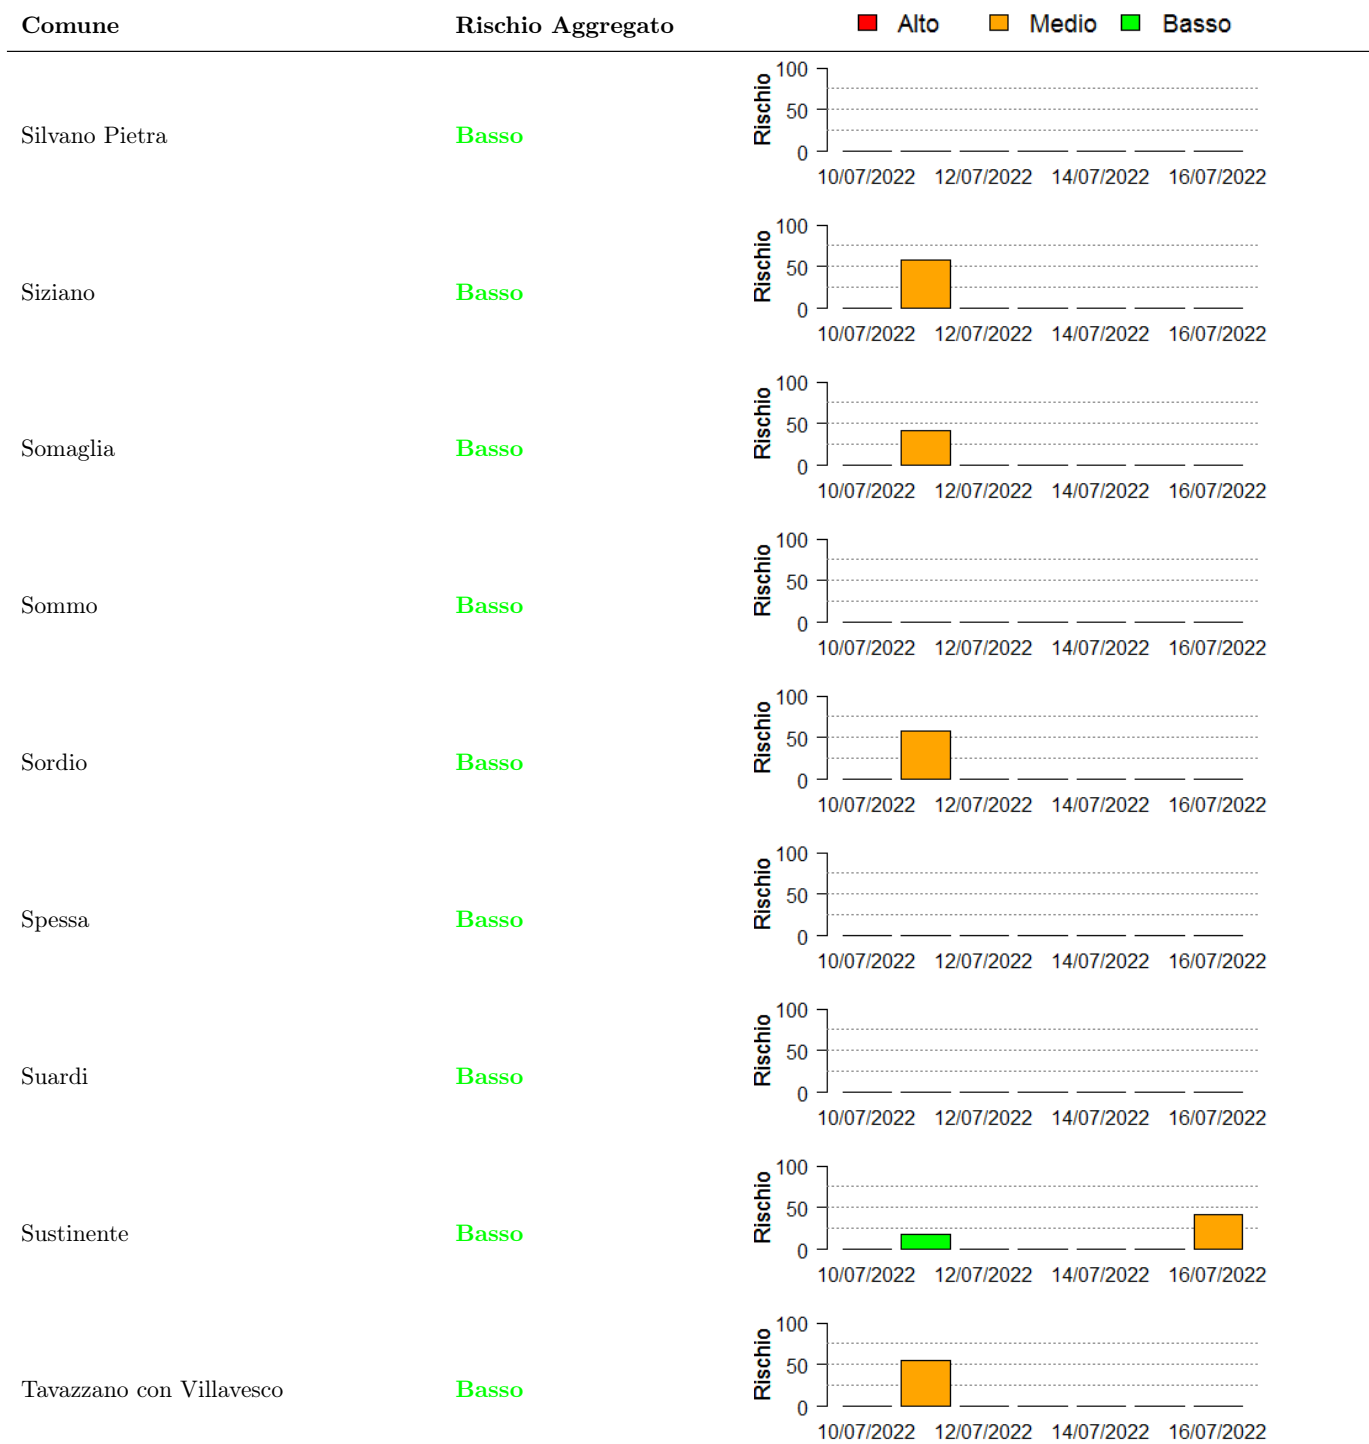 Comune Rischio Aggregato Alto Medio Basso
Silvano Pietra Basso Rischio 100 50 0
10/07/2022 12/07/2022 14/07/2022 16/07/2022
Siziano Basso Rischio 100 50 0
10/07/2022 12/07/2022 14/07/2022 16/07/2022
Somaglia Basso Rischio 100 50 0
10/07/2022 12/07/2022 14/07/2022 16/07/2022
Sommo Basso Rischio 100 50 0
10/07/2022 12/07/2022 14/07/2022 16/07/2022
Sordio Basso Rischio 100 50 0
10/07/2022 12/07/2022 14/07/2022 16/07/2022
Spessa Basso Rischio 100 50 0
10/07/2022 12/07/2022 14/07/2022 16/07/2022
Suardi Basso Rischio 100 50 0
10/07/2022 12/07/2022 14/07/2022 16/07/2022
Sustinente Basso Rischio 100 50 0
10/07/2022 12/07/2022 14/07/2022 16/07/2022
Tavazzano con Villavesco Basso Rischio 100 50 0
10/07/2022 12/07/2022 14/07/2022 16/07/2022